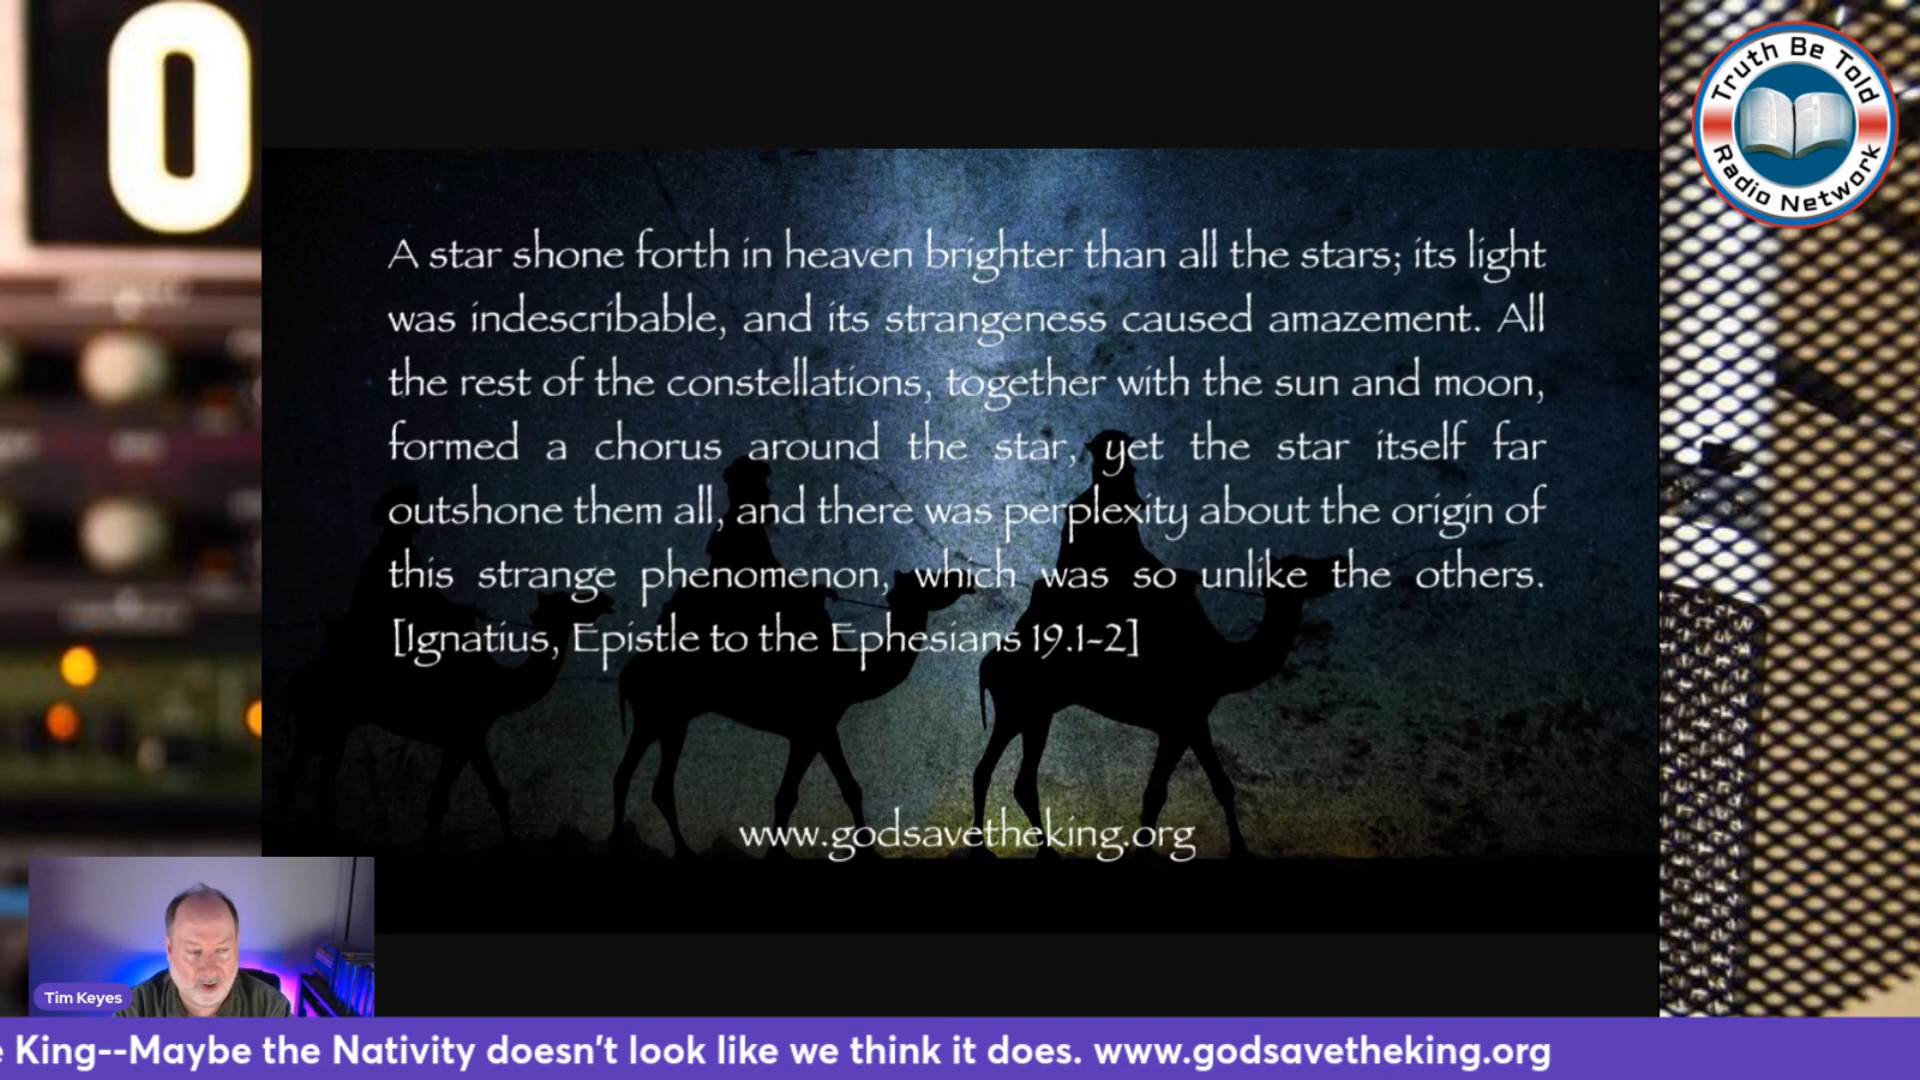 0
Truth Be Told
Radio Network
A star shone forth in heaven brighter than all the stars; its light
was indescribable, and its strangeness caused amazement. All
the rest of the constellations, together with the sun and moon,
formed a chorus around the star, yet the star itself far
outshone them all, and there was perplexity about the origin of
this strange phenomenon, which was so unlike the others.
[Ignatius, Epistle to the Ephesians 19.1-2]
www.godsavetheking.org
Tim Keyes
King--Maybe the Nativity doesn't look like we think it does. www.godsavetheking.org